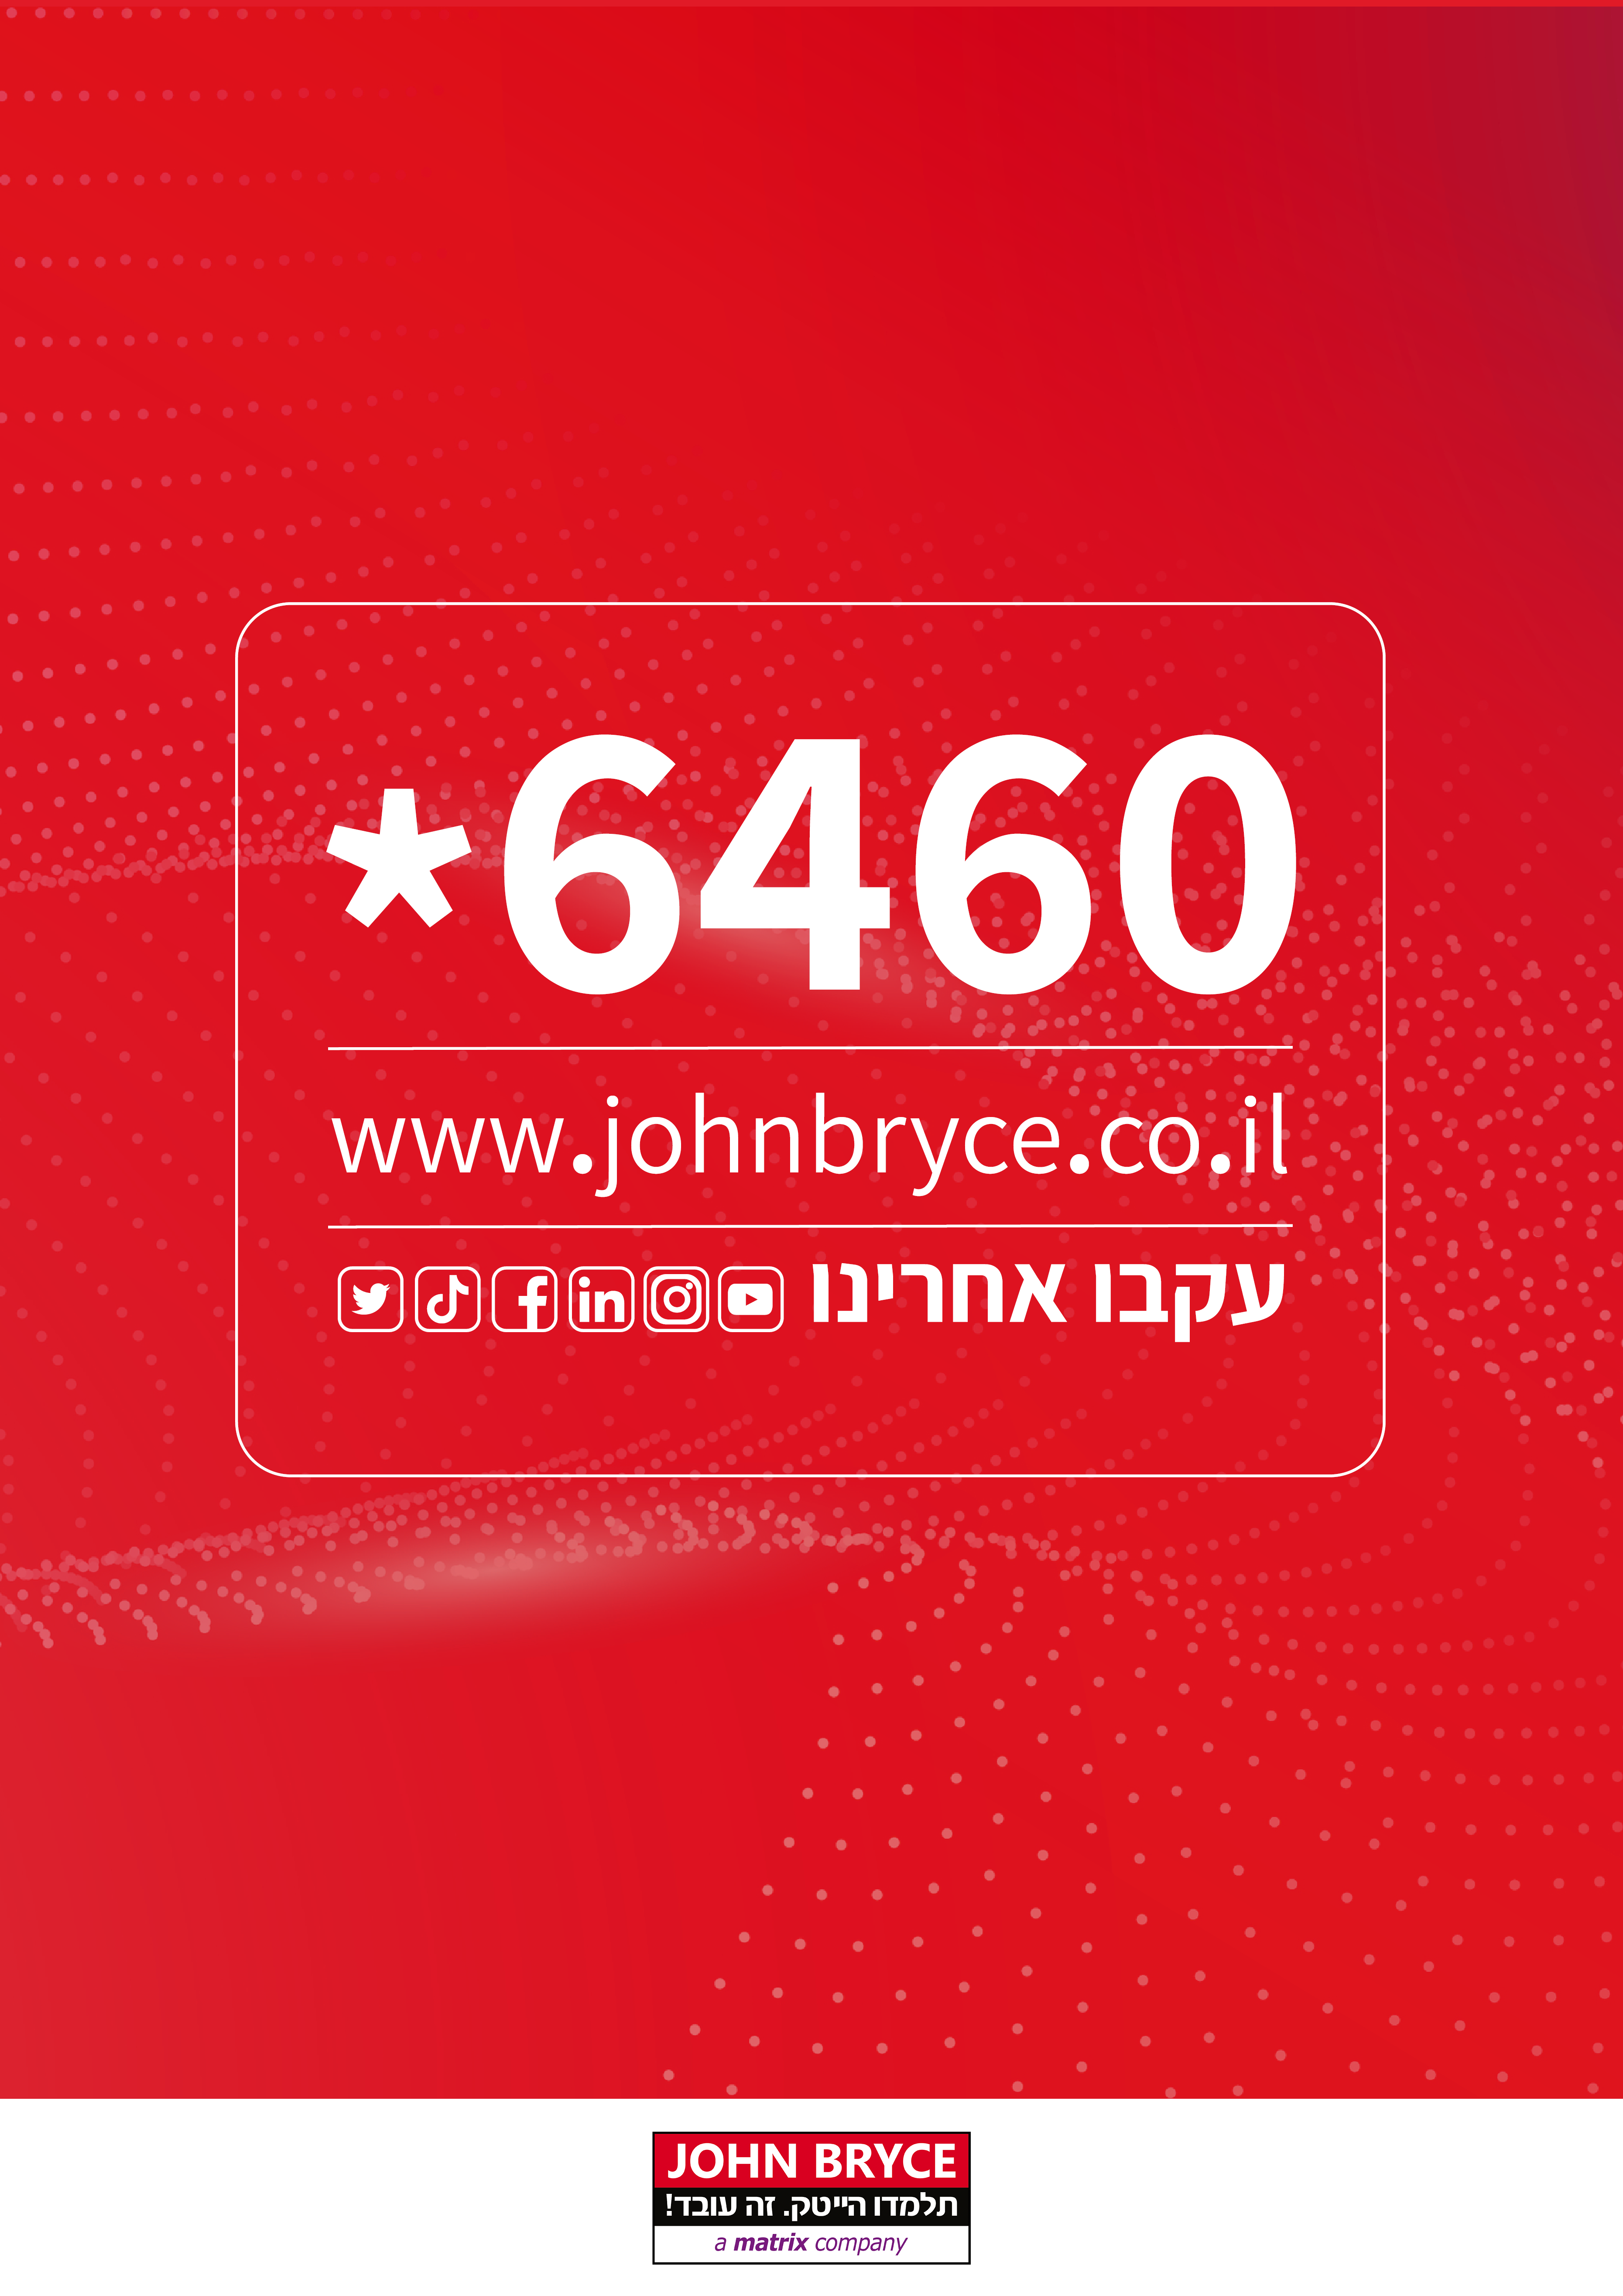 *6460
www.johnbryce.co.il
עקבו אחרינו
JOHN BRYCE
תלמדו הייטק. זה עובד!
a matrix company